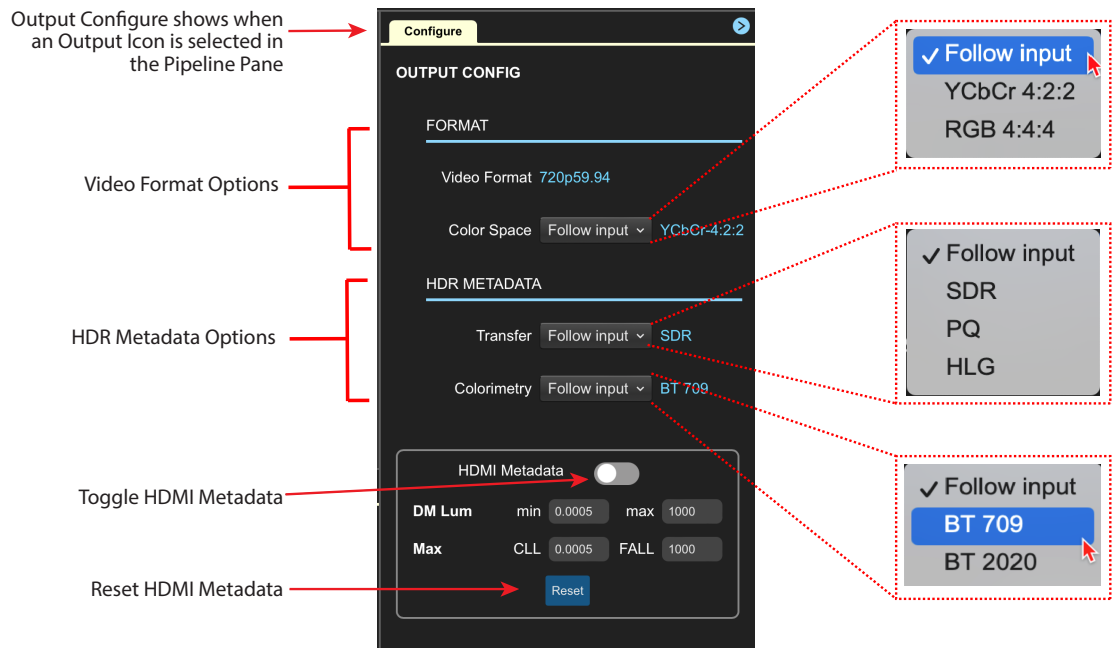 Output Configure shows when
an Output Icon is selected in
the Pipeline Pane
Configure
OUTPUT CONFIG
Video Format Options
FORMAT
Video Format 720p59.94
Color Space Follow input YCbCr-4:2:2
✓ Follow input
YCbCr 4:2:2
RGB 4:4:4
HDR Metadata Options
HDR METADATA
Transfer Follow input SDR
✓ Follow input
SDR
PQ
HLG
Colorimetry Follow input BT 709
✓ Follow input
BT 709
BT 2020
Toggle HDMI Metadata
HDMI Metadata
DM Lum min 0.0005 max 1000
Max CLL 0.0005 FALL 1000
Reset HDMI Metadata
Reset